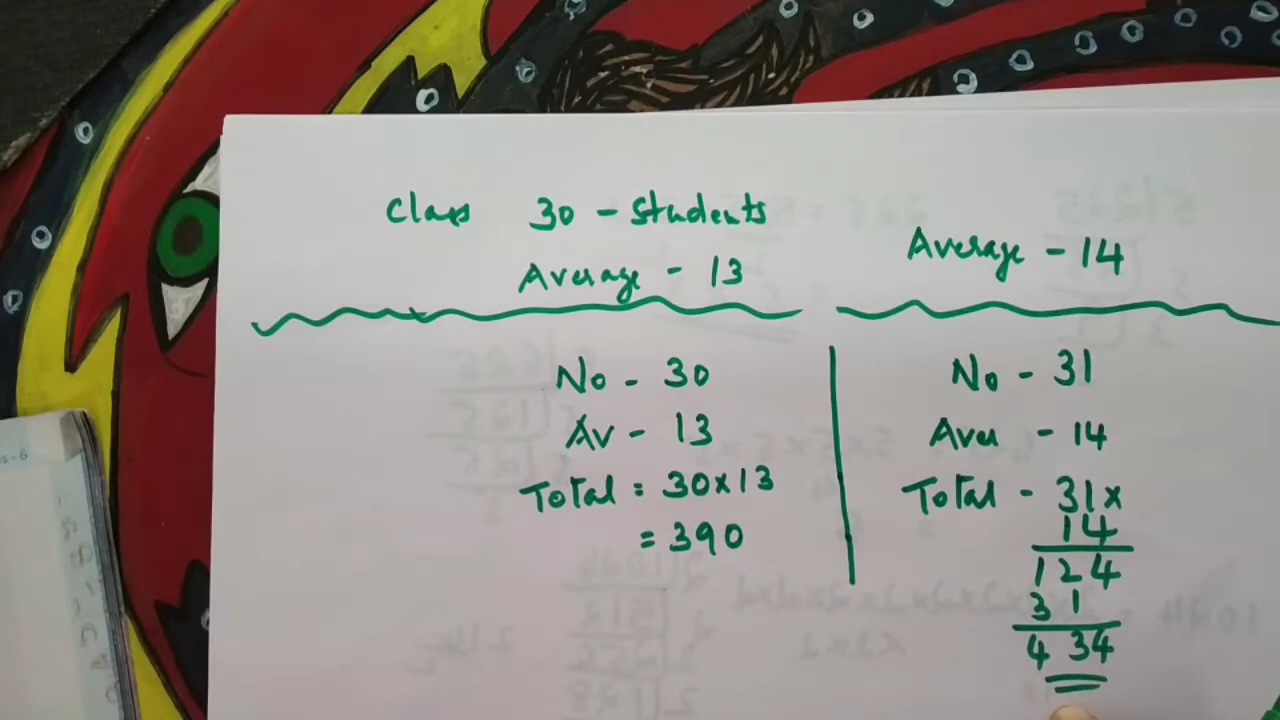 Class 30 - Students
Average - 13
Average - 14
No - 30
Av - 13
Total = 30x13
= 390
No - 31
Aver - 14
Total - 31x
14
124
31
434